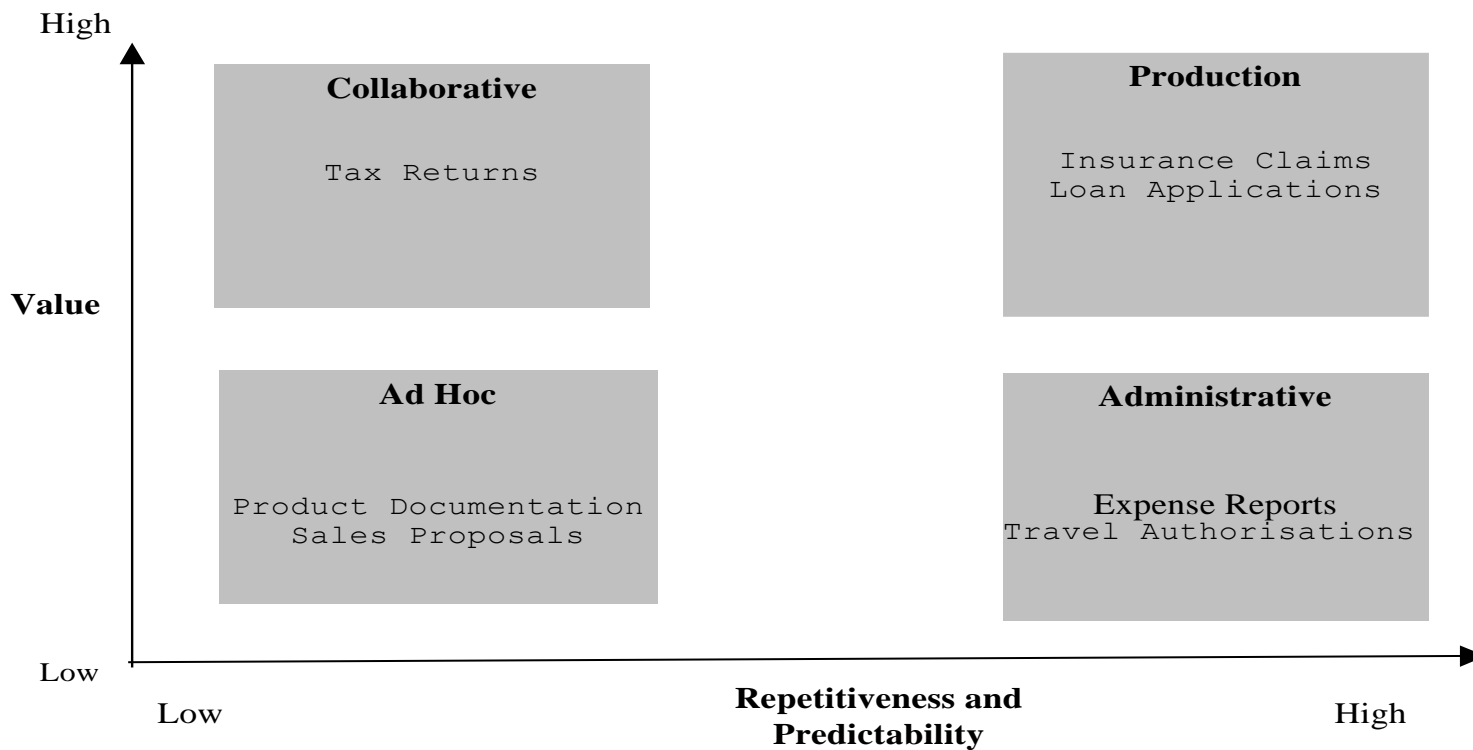 High
Collaborative
Tax Returns
Production
Insurance Claims
Loan Applications
Value
Ad Hoc
Product Documentation
Sales Proposals
Administrative
Expense Reports
Travel Authorisations
Low
Low
Repetitiveness and
Predictability
High